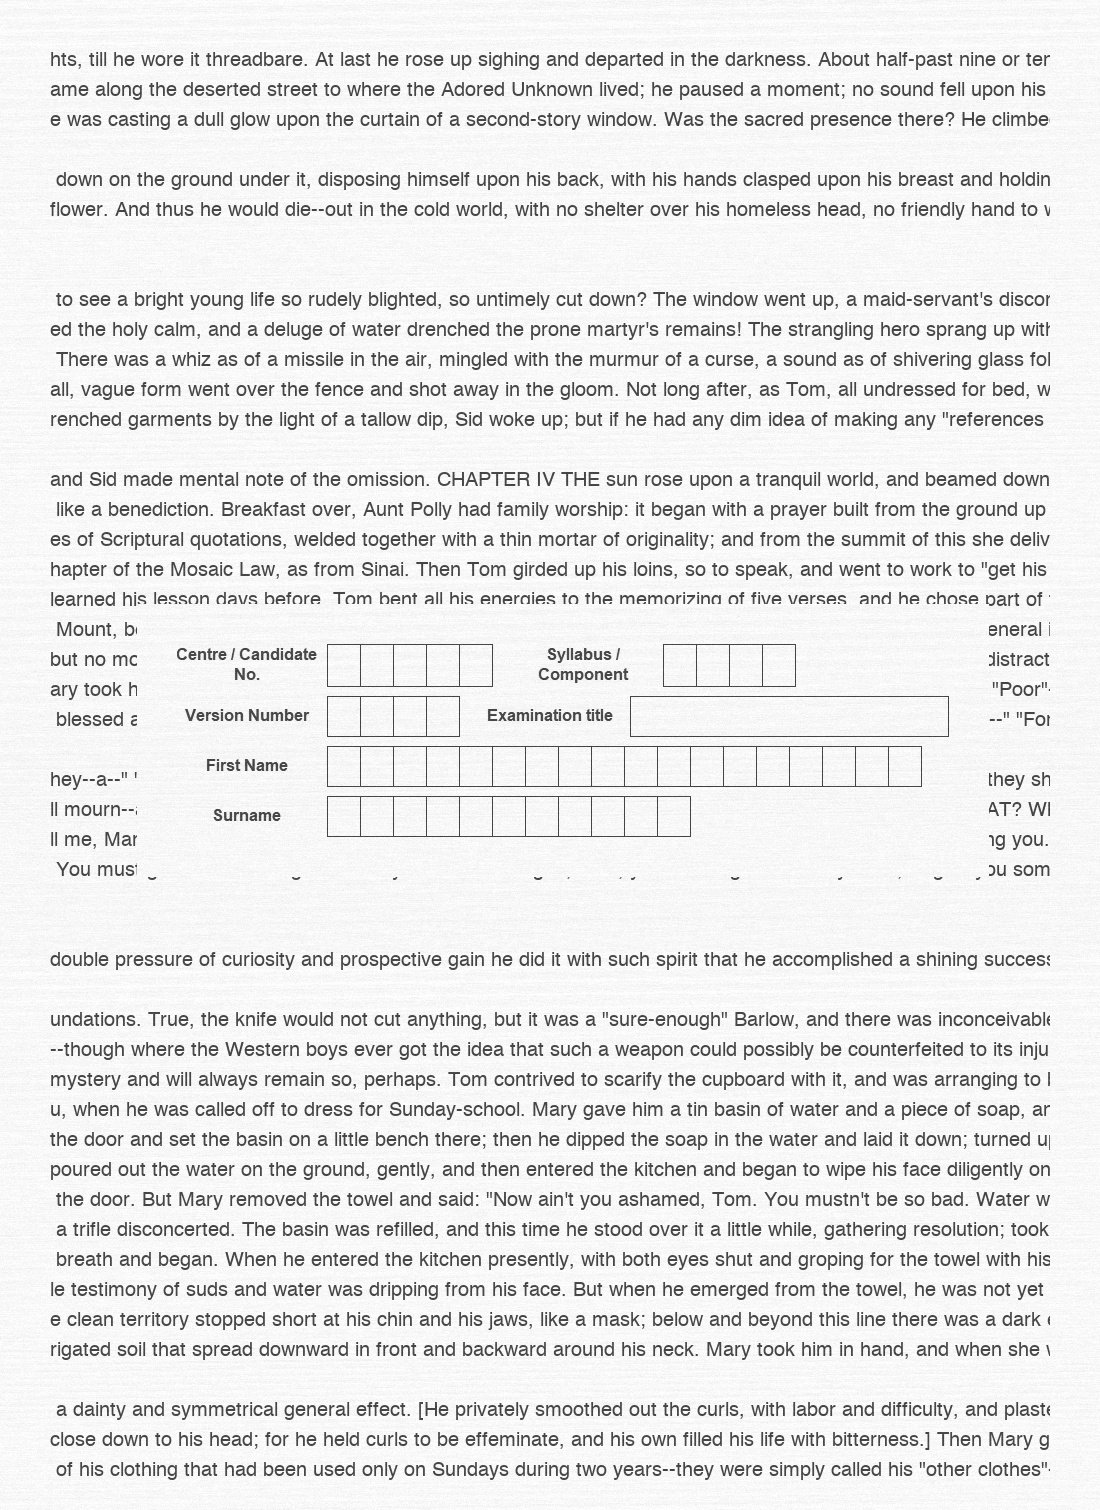 hts, till he wore it threadbare. At last he rose up sighing and departed in the darkness. About half-past nine or
ame along the deserted street to where the Adored Unknown lived; he paused a moment; no sound fell upon his
e was casting a dull glow upon the curtain of a second-story window. Was the sacred presence there? He climbe
down on the ground under it, disposing himself upon his back, with his hands clasped upon his breast and holdin
flower. And thus he would die--out in the cold world, with no shelter over his homeless head, no friendly hand to
to see a bright young life so rudely blighted, so untimely cut down? The window went up, a maid-servant's discor
ed the holy calm, and a deluge of water drenched the prone martyr's remains! The strangling hero sprang up with
There was a whiz as of a missile in the air, mingled with the murmur of a curse, a sound as of shivering glass fol
all, vague form went over the fence and shot away in the gloom. Not long after, as Tom, all undressed for bed, w
renched garments by the light of a tallow dip, Sid woke up; but if he had any dim idea of making any "references
and Sid made mental note of the omission. CHAPTER IV THE sun rose upon a tranquil world, and beamed down
like a benediction. Breakfast over, Aunt Polly had family worship: it began with a prayer built from the ground up
es of Scriptural quotations, welded together with a thin mortar of originality; and from the summit of this she deliv
hapter of the Mosaic Law, as from Sinai. Then Tom girded up his loins, so to speak, and went to work to "get his
learned his lesson days before. Tom bent all his energies to the memorizing of five verses, and he chose part of
Mount, eneral
Centre / Candidate No. Syllabus / Component
but no distract
ary took "Poor"
Version Number Examination title
blessed --"
First Name
hey--a--" they sh
ll mourn-- AT?
Surname
ll me, Mar ng you.
You must ou som
double pressure of curiosity and prospective gain he did it with such spirit that he accomplished a shining success
undations. True, the knife would not cut anything, but it was a "sure-enough" Barlow, and there was inconceivable
--though where the Western boys ever got the idea that such a weapon could possibly be counterfeited to its inju
mystery and will always remain so, perhaps. Tom contrived to scarify the cupboard with it, and was arranging to
u, when he was called off to dress for Sunday-school. Mary gave him a tin basin of water and a piece of soap,
the door and set the basin on a little bench there; then he dipped the soap in the water and laid it down; turned
poured out the water on the ground, gently, and then entered the kitchen and began to wipe his face diligently on
the door. But Mary removed the towel and said: "Now ain't you ashamed, Tom. You mustn't be so bad. Water w
a trifle disconcerted. The basin was refilled, and this time he stood over it a little while, gathering resolution; took
breath and began. When he entered the kitchen presently, with both eyes shut and groping for the towel with his
le testimony of suds and water was dripping from his face. But when he emerged from the towel, he was not yet
e clean territory stopped short at his chin and his jaws, like a mask; below and beyond this line there was a dark
rigated soil that spread downward in front and backward around his neck. Mary took him in hand, and when she
a dainty and symmetrical general effect. [He privately smoothed out the curls, with labor and difficulty, and plaste
close down to his head; for he held curls to be effeminate, and his own filled his life with bitterness.] Then Mary g
of his clothing that had been used only on Sundays during two years--they were simply called his "other clothes"